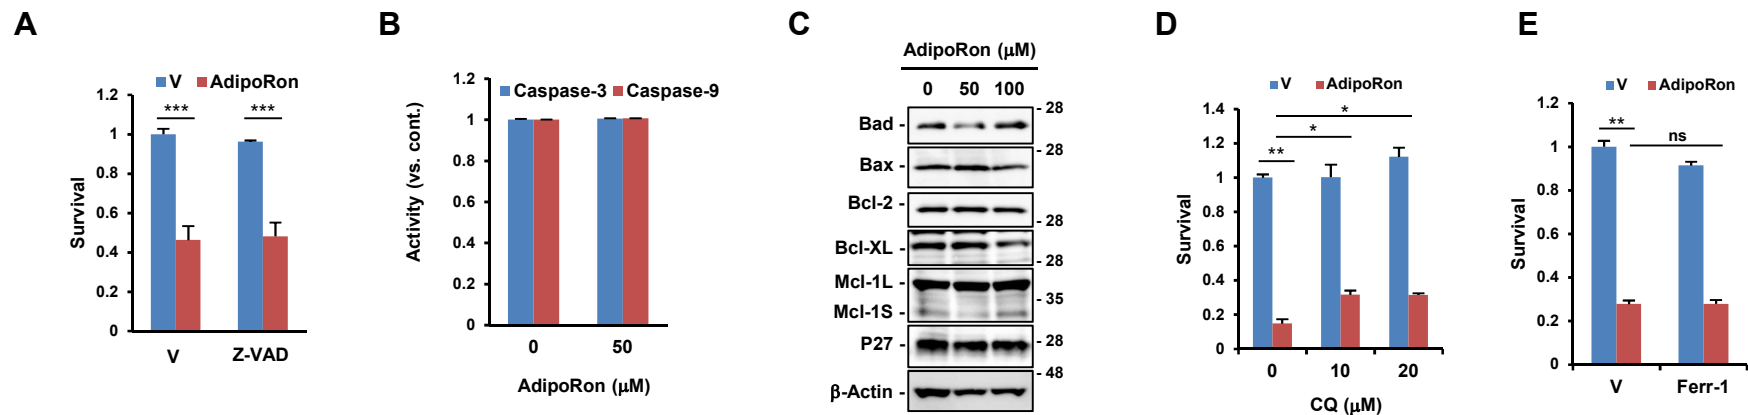 A
V AdipoRon
*** ***
1.2
1
0.8
0.6
0.4
0.2
0
Survival
V Z-VAD
B
1.2
1
0.8
0.6
0.4
0.2
0
Activity (vs. cont.)
Caspase-3 Caspase-9
0 50
AdipoRon (μM)
C
AdipoRon (μM)
0 50 100
- 28
Bad -
- 28
Bax -
Bcl-2 -
- 28
Bcl-XL -
- 28
Mcl-1L -
- 35
Mcl-1S -
P27 -
- 28
- 48
β-Actin -
D
V AdipoRon
1.4
1.2
1
0.8
0.6
0.4
0.2
0
Survival
*
*
**
0 10 20
CQ (μM)
E
V AdipoRon
1.2
1
0.8
0.6
0.4
0.2
0
Survival
**
ns
V Ferr-1